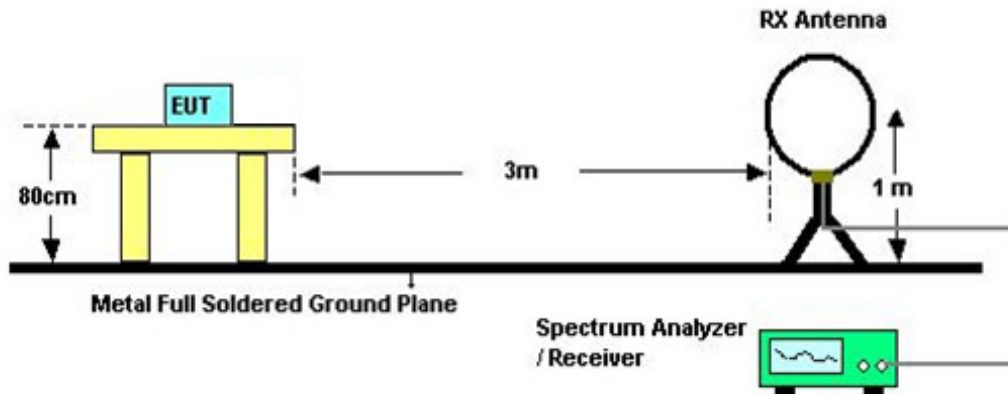 RX Antenna
EUT
80cm
3m
1 m
Metal Full Soldered Ground Plane
Spectrum Analyzer
/ Receiver